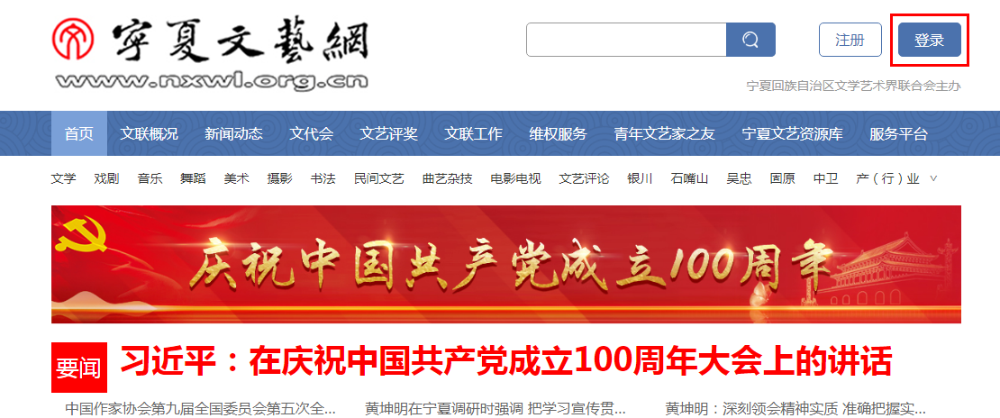 宁夏文藝網
www.nxwl.org.cn
注册 登录
宁夏回族自治区文学艺术界联合会主办
首页 文联概况 新闻动态 文代会 文艺评奖 文联工作 维权服务 青年文艺家之友 宁夏文艺资源库 服务平台
文学 戏剧 音乐 舞蹈 美术 摄影 书法 民间文艺 曲艺杂技 电影电视 文艺评论 银川 石嘴山 吴忠 固原 中卫 产（行）业
庆祝中国共产党成立100周年
要闻 习近平：在庆祝中国共产党成立100周年大会上的讲话
中国作家协会第九届全国委员会第五次全... 黄坤明在宁夏调研时强调 把学习宣传贯... 黄坤明：深刻领会精神实质 准确把握实...